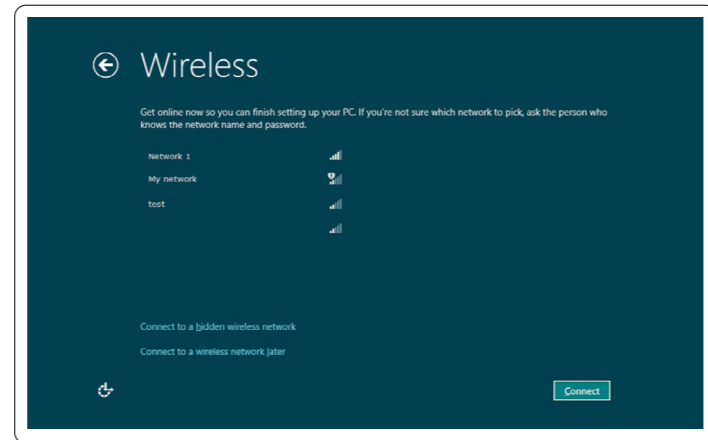 Wireless
Get online now so you can finish setting up your PC. If you're not sure which network to pick, ask the person who
knows the network name and password.
Network 1
My network
test
Connect to a hidden wireless network
Connect to a wireless network later
Connect